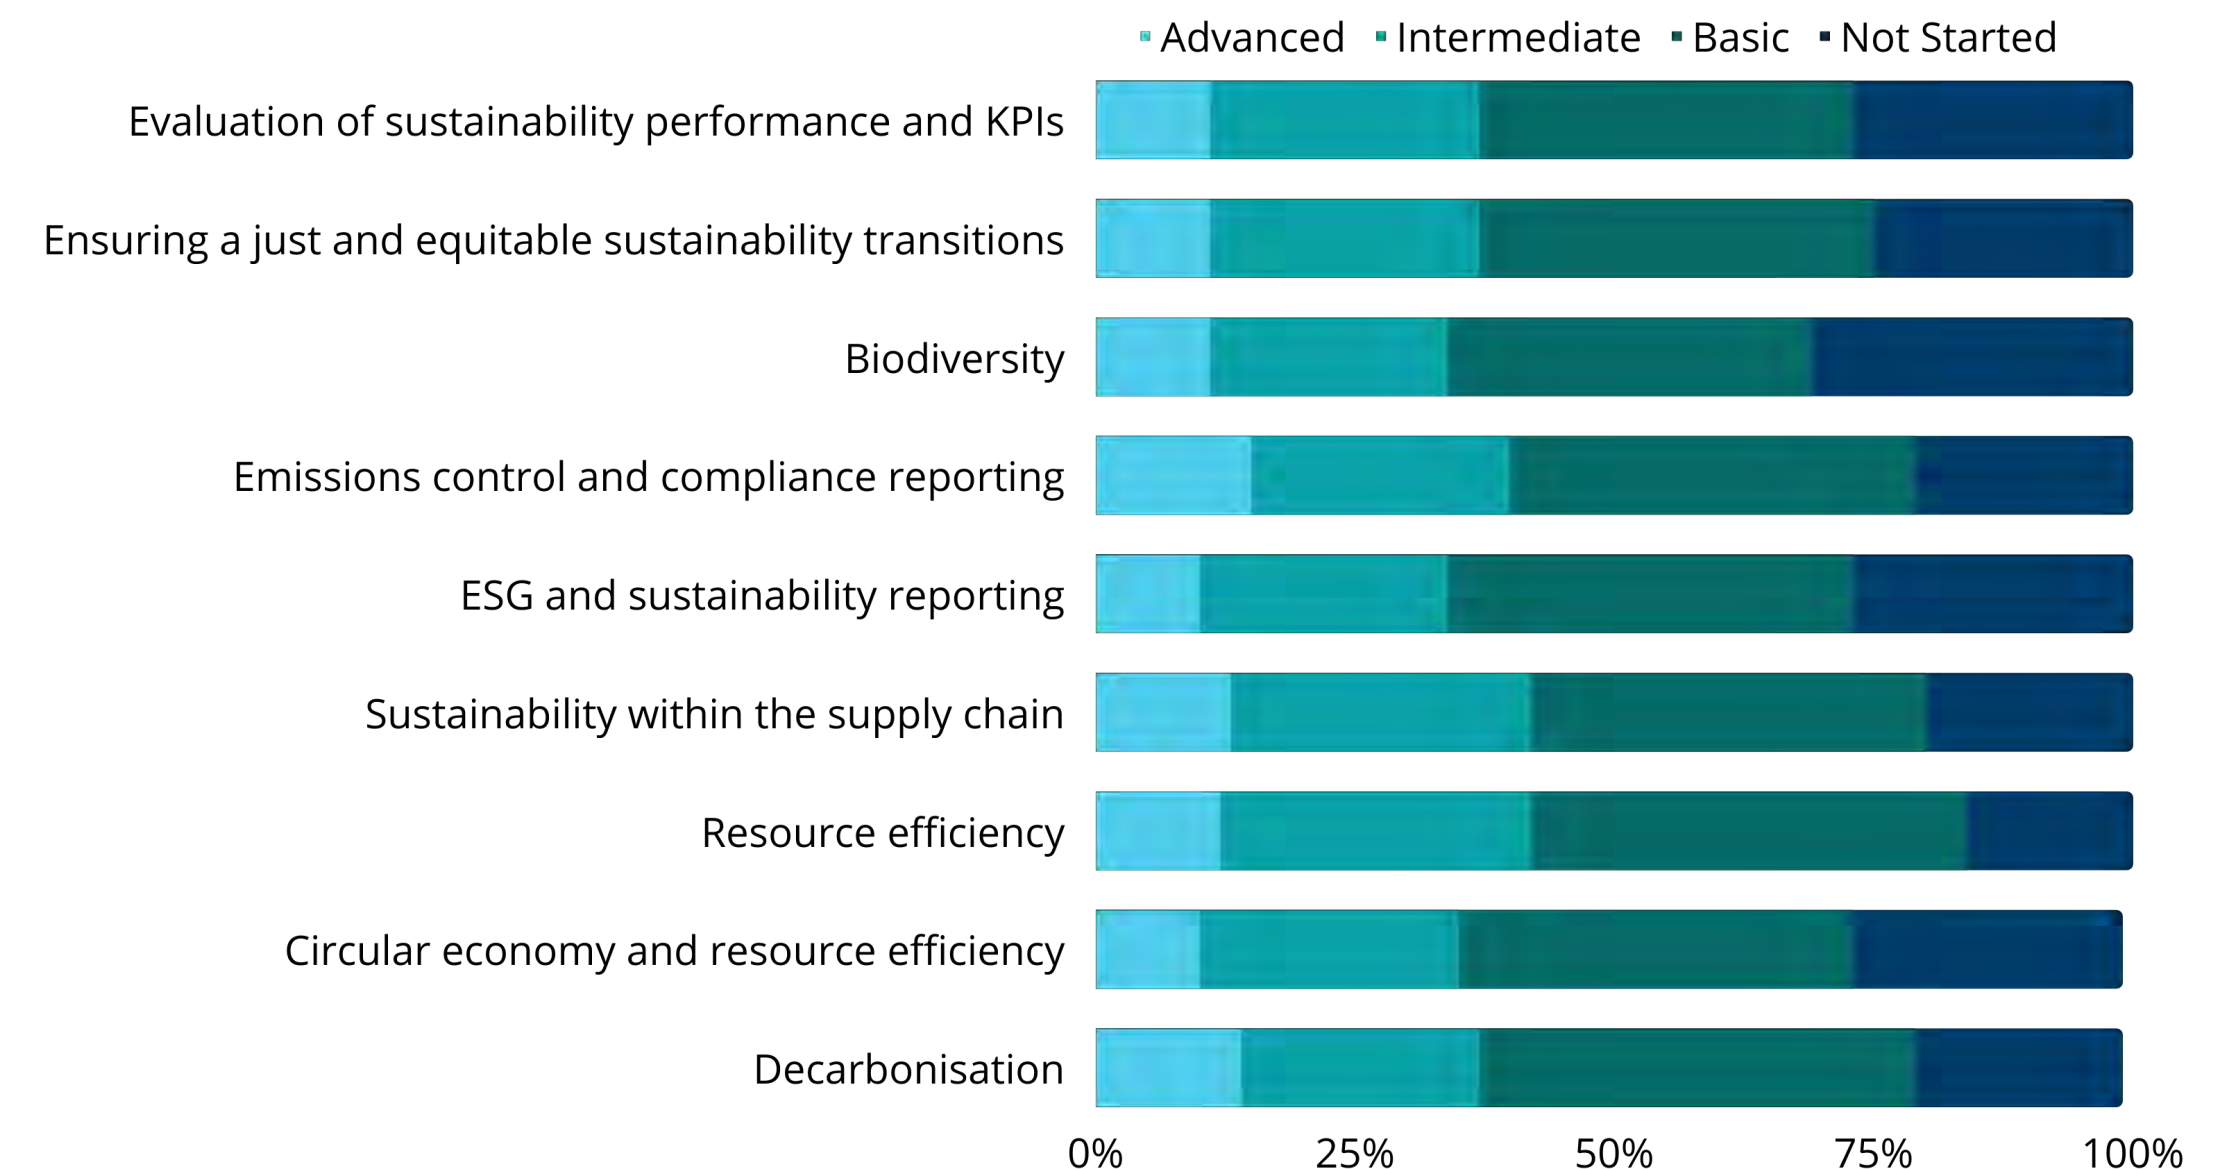 Advanced Intermediate Basic Not Started
Evaluation of sustainability performance and KPIs
Ensuring a just and equitable sustainability transitions
Biodiversity
Emissions control and compliance reporting
ESG and sustainability reporting
Sustainability within the supply chain
Resource efficiency
Circular economy and resource efficiency
Decarbonisation
0% 25% 50% 75% 100%